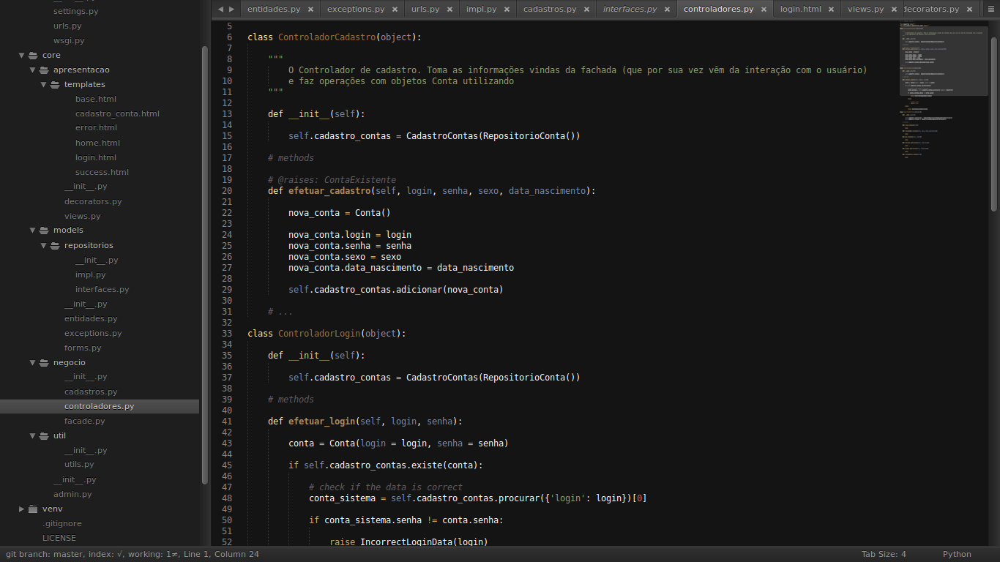 settings.py
urls.py
wsgi.py
core
apresentacao
templates
base.html
cadastro_conta.html
error.html
home.html
login.html
success.html
__init__.py
decorators.py
views.py
models
repositorios
__init__.py
impl.py
interfaces.py
__init__.py
entidades.py
exceptions.py
forms.py
negocio
__init__.py
cadastros.py
controladores.py
facade.py
util
__init__.py
utils.py
__init__.py
admin.py
venv
.gitignore
LICENSE
entidades.py × exceptions.py × urls.py × impl.py × cadastros.py × interfaces.py × controladores.py × login.html × views.py × decorators.py ×
5
6 class ControladorCadastro(object):
7
8 """
9 O Controlador de cadastro. Toma as informações vindas da fachada (que por sua vez vêm da interação com o usuário)
10 e faz operações com objetos Conta utilizando
11 """
12
13 def __init__(self):
14
15 self.cadastro_contas = CadastroContas(RepositorioConta())
16
17 # methods
18
19 # @raises: ContaExistente
20 def efetuar_cadastro(self, login, senha, sexo, data_nascimento):
21
22 nova_conta = Conta()
23
24 nova_conta.login = login
25 nova_conta.senha = senha
26 nova_conta.sexo = sexo
27 nova_conta.data_nascimento = data_nascimento
28
29 self.cadastro_contas.adicionar(nova_conta)
30
31 # ...
32
33 class ControladorLogin(object):
34
35 def __init__(self):
36
37 self.cadastro_contas = CadastroContas(RepositorioConta())
38
39 # methods
40
41 def efetuar_login(self, login, senha):
42
43 conta = Conta(login = login, senha = senha)
44
45 if self.cadastro_contas.existe(conta):
46
47 # check if the data is correct
48 conta_sistema = self.cadastro_contas.procurar({'login': login})[0]
49
50 if conta_sistema.senha != conta.senha:
51
52 raise IncorrectLoginData(login)
git branch: master, index: √, working: 1≠, Line 1, Column 24
Tab Size: 4
Python